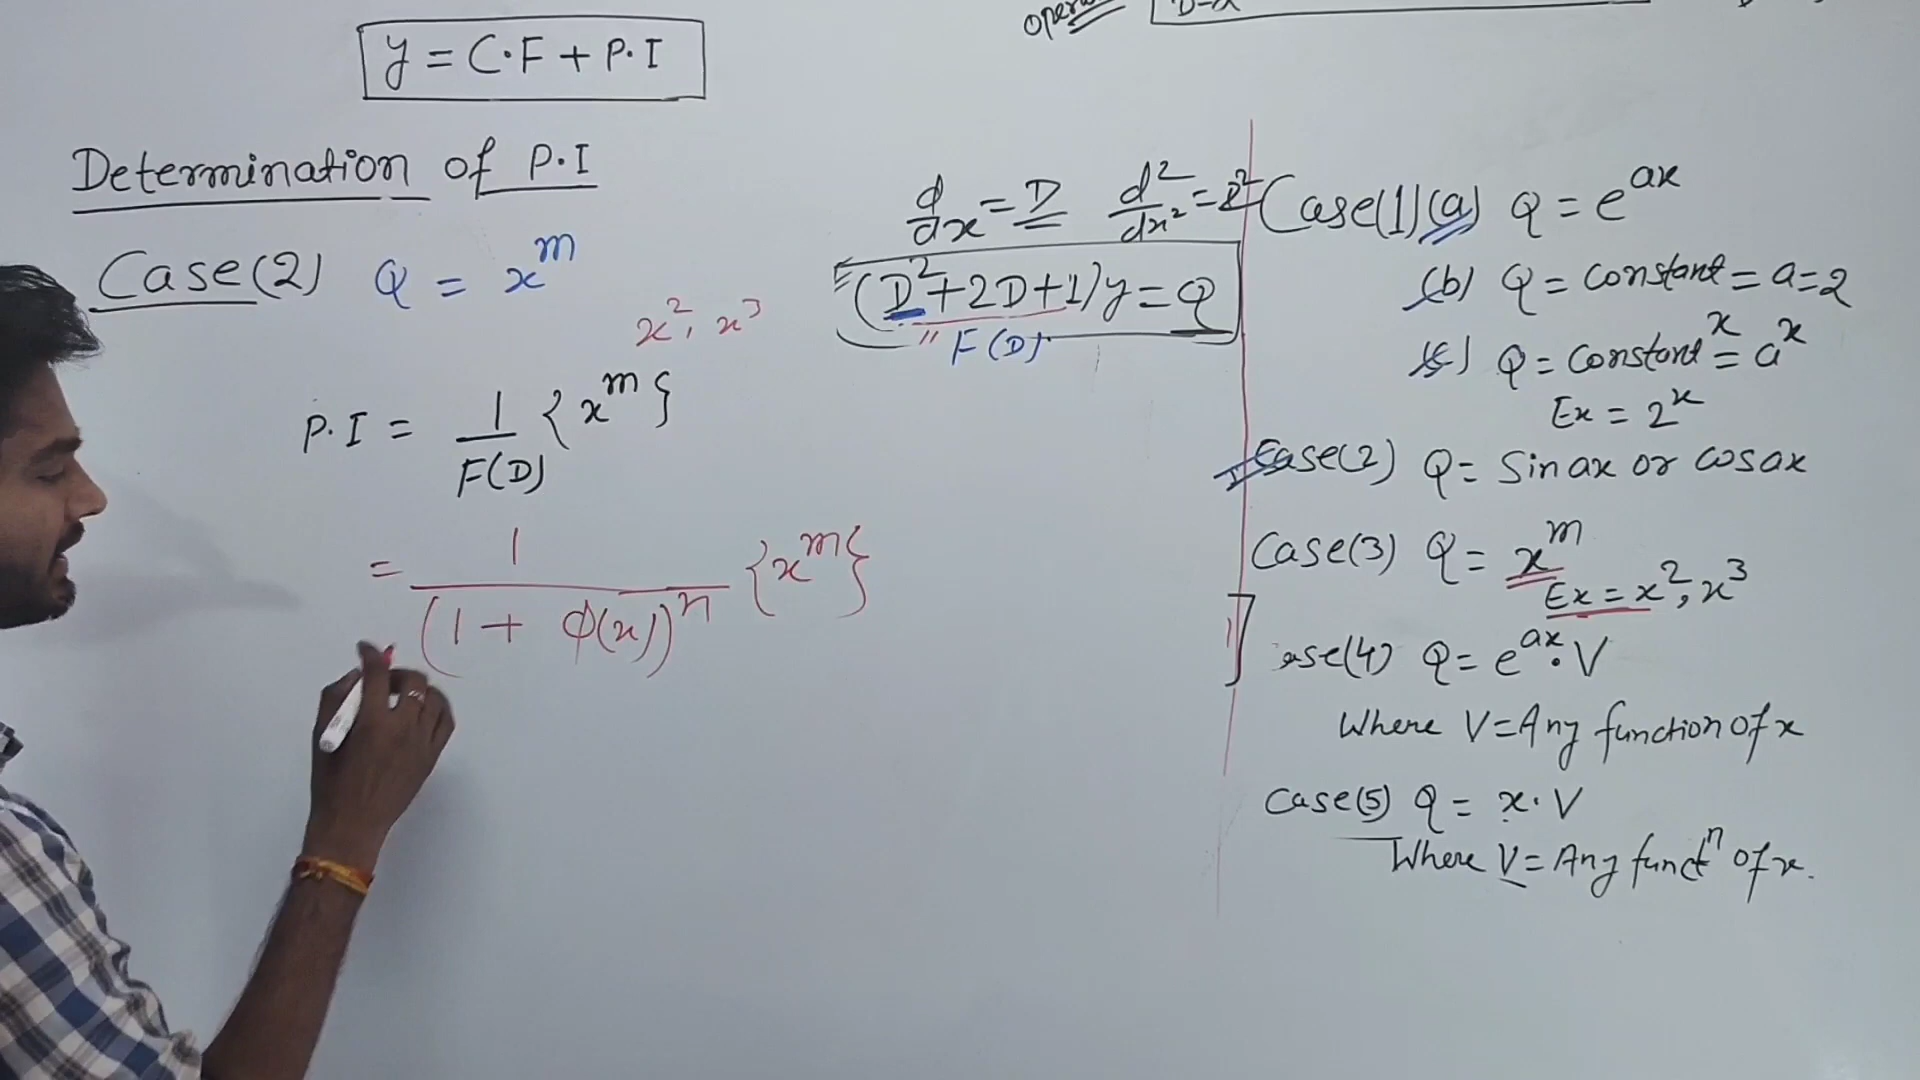 y = C.F + P.I
Determination of P.I
Case(2) Q = x^m
x², x³
P.I = 1/F(D) {x^m}
= 1/(1 + Φ(x))^n {x^m}
d/dx = D d²/dx² = D²
(D²+2D+1)y = Q
" F(D)
Case(1)(a) Q = e^ax
(b) Q = Constant = a=2
(c) Q = Constant^x = a^x
Ex = 2^x
Case(2) Q = Sin ax or cos ax
Case(3) Q = x^m
Ex = x², x³
ase(4) Q = e^ax . V
Where V=Any function of x
Case(5) Q = x . V
Where V = Any funct^n of x.